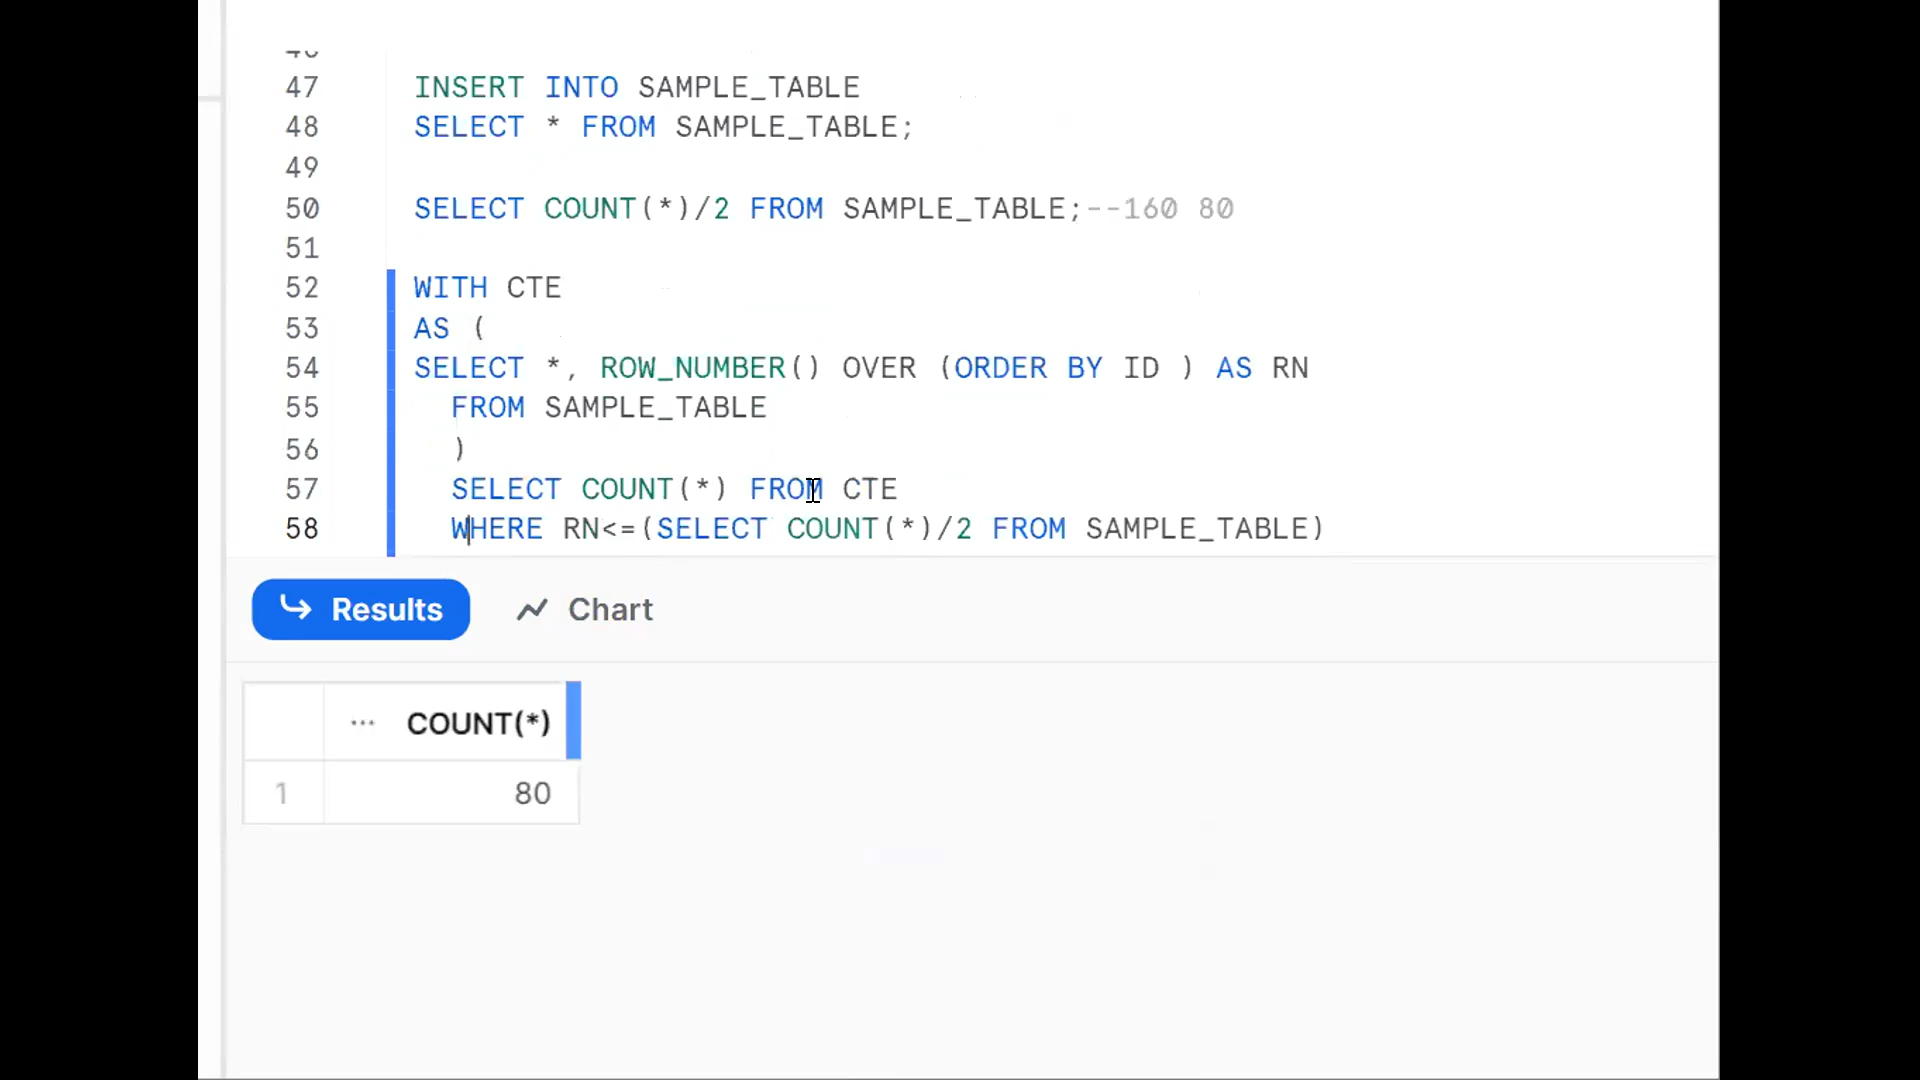 47 INSERT INTO SAMPLE_TABLE
48 SELECT * FROM SAMPLE_TABLE;
49
50 SELECT COUNT(*)/2 FROM SAMPLE_TABLE;--160 80
51
52 WITH CTE
53 AS (
54 SELECT *, ROW_NUMBER() OVER (ORDER BY ID ) AS RN
55 FROM SAMPLE_TABLE
56 )
57 SELECT COUNT(*) FROM CTE
58 WHERE RN<=(SELECT COUNT(*)/2 FROM SAMPLE_TABLE)
Results Chart
... COUNT(*)
1 80